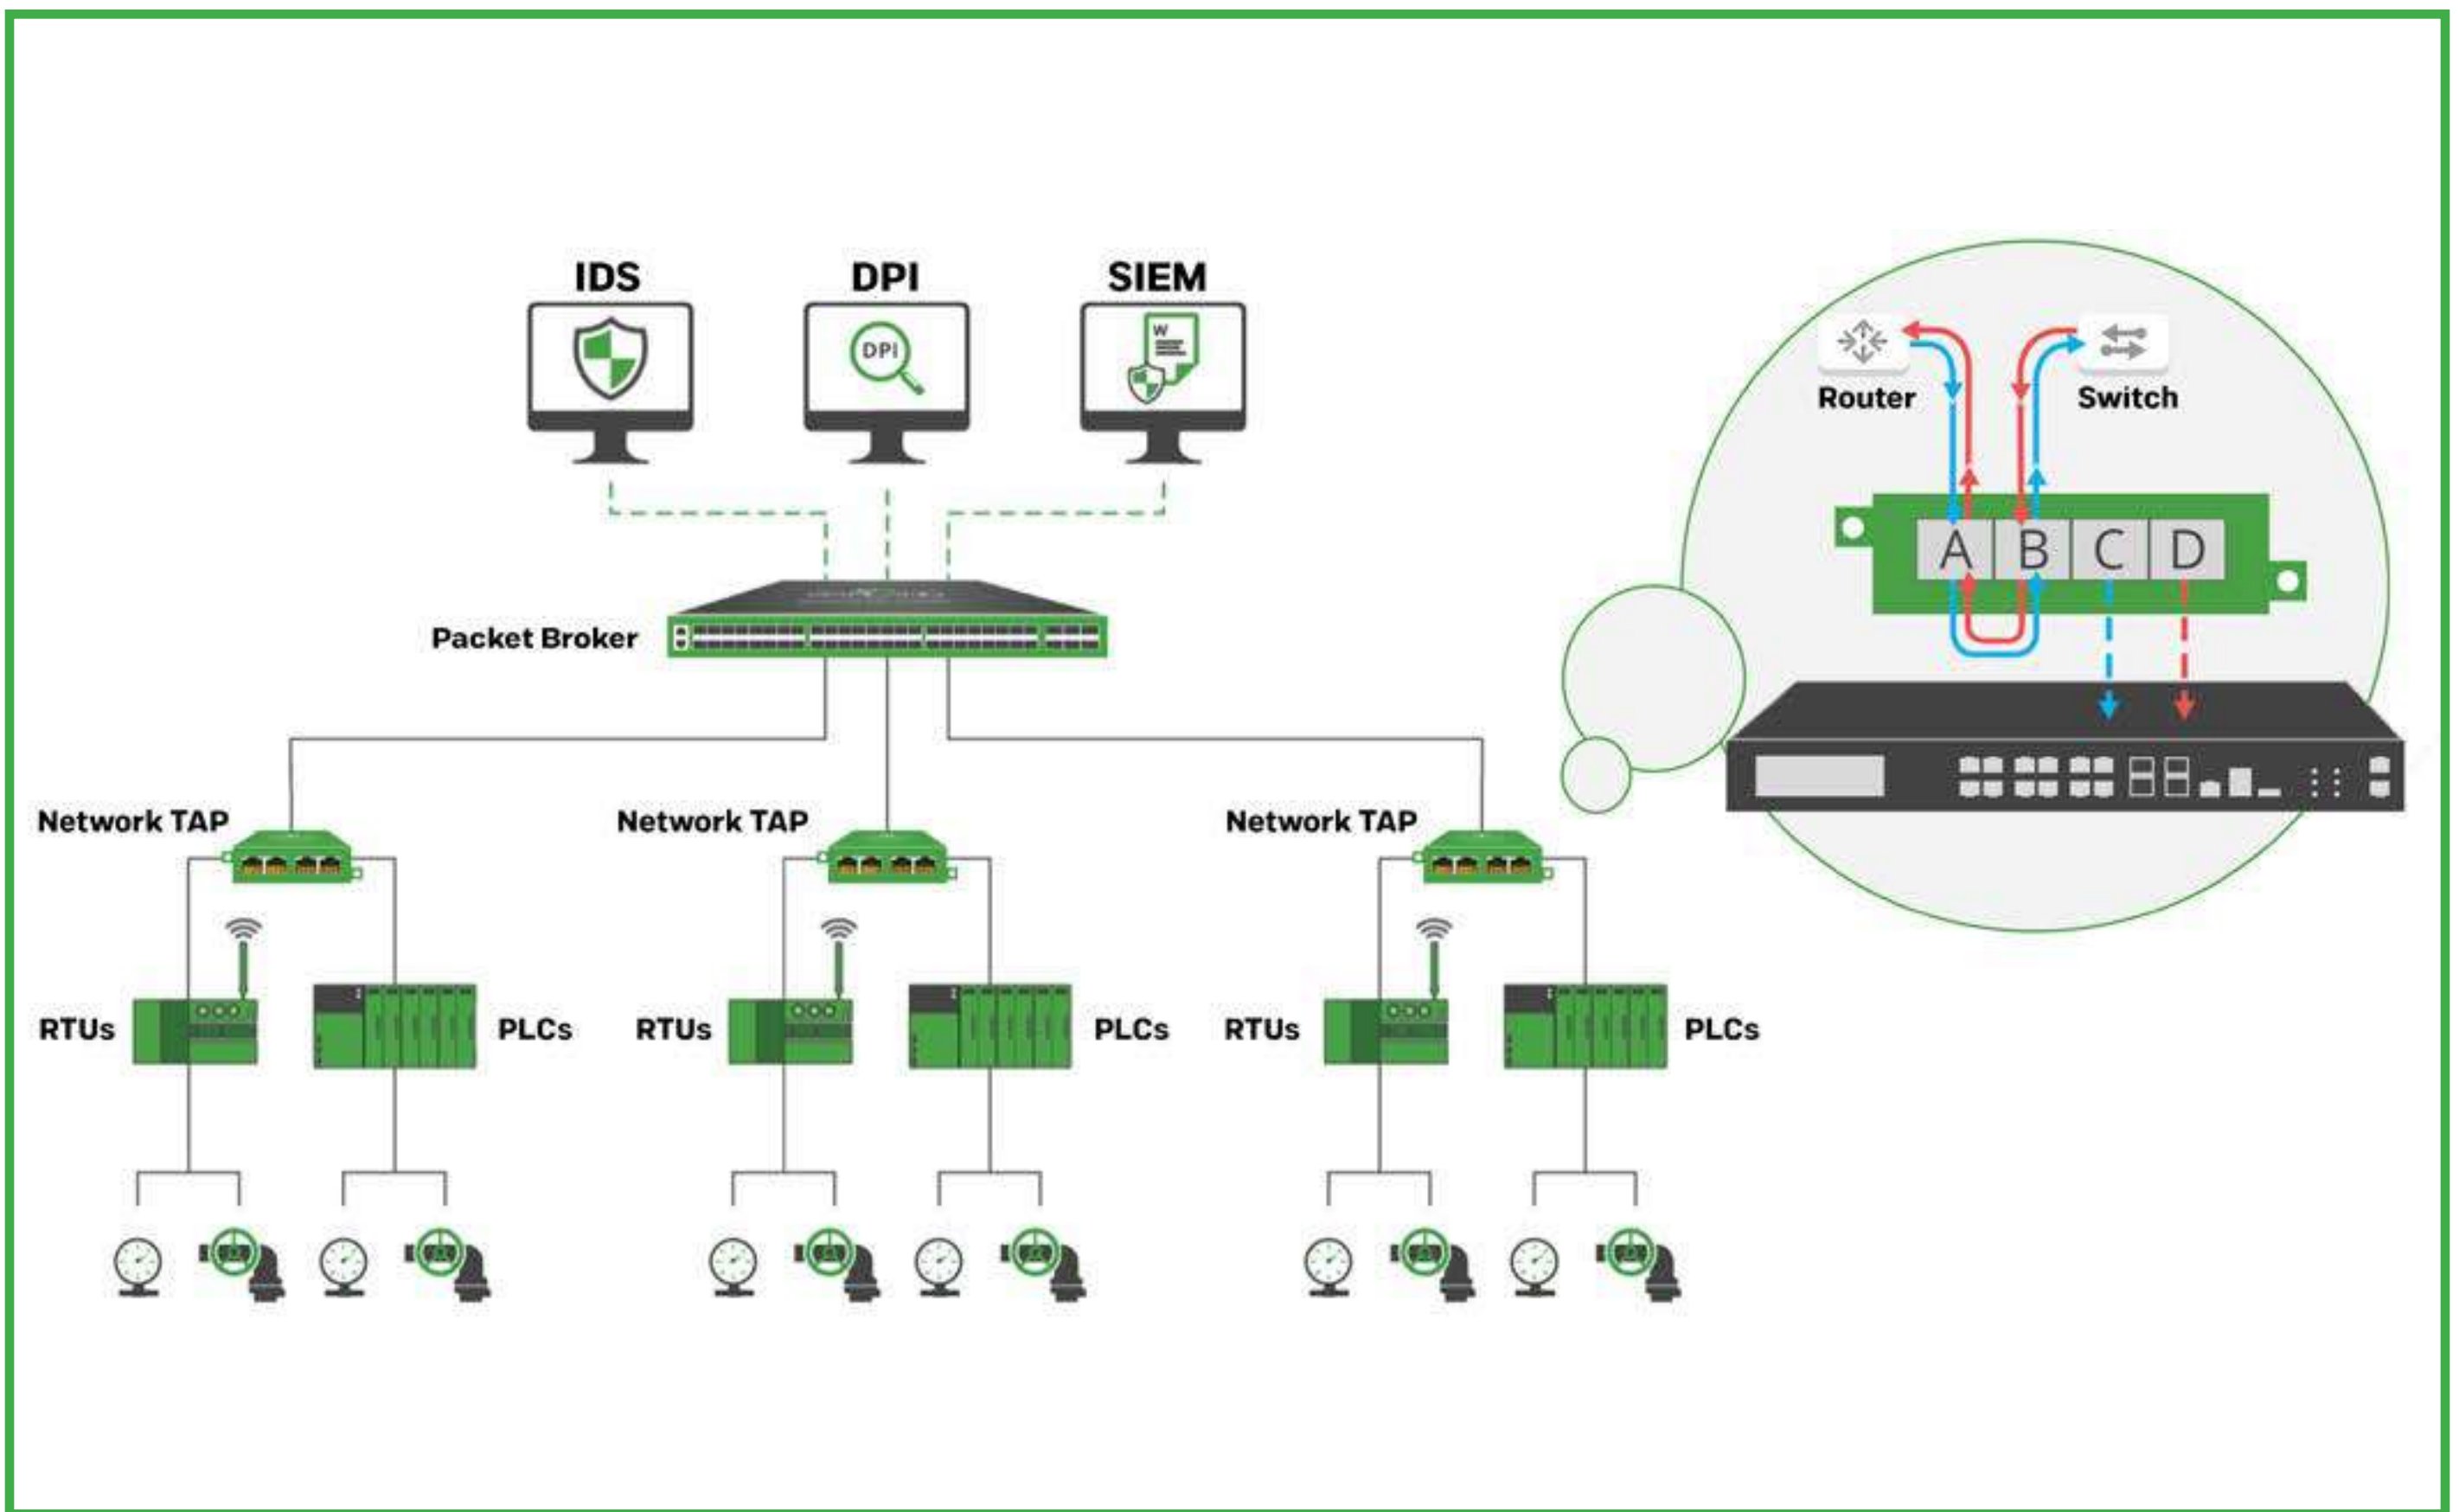 IDS
DPI
SIEM
DPI
W
Router
Switch
A
B
C
D
Packet Broker
Network TAP
Network TAP
Network TAP
RTUs
PLCs
RTUs
PLCs
RTUs
PLCs